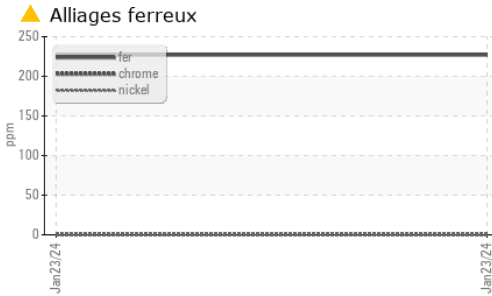 Alliages ferreux
250
200
150
100
50
0
ppm
fer
chrome
nickel
Jan23/24
Jan23/24